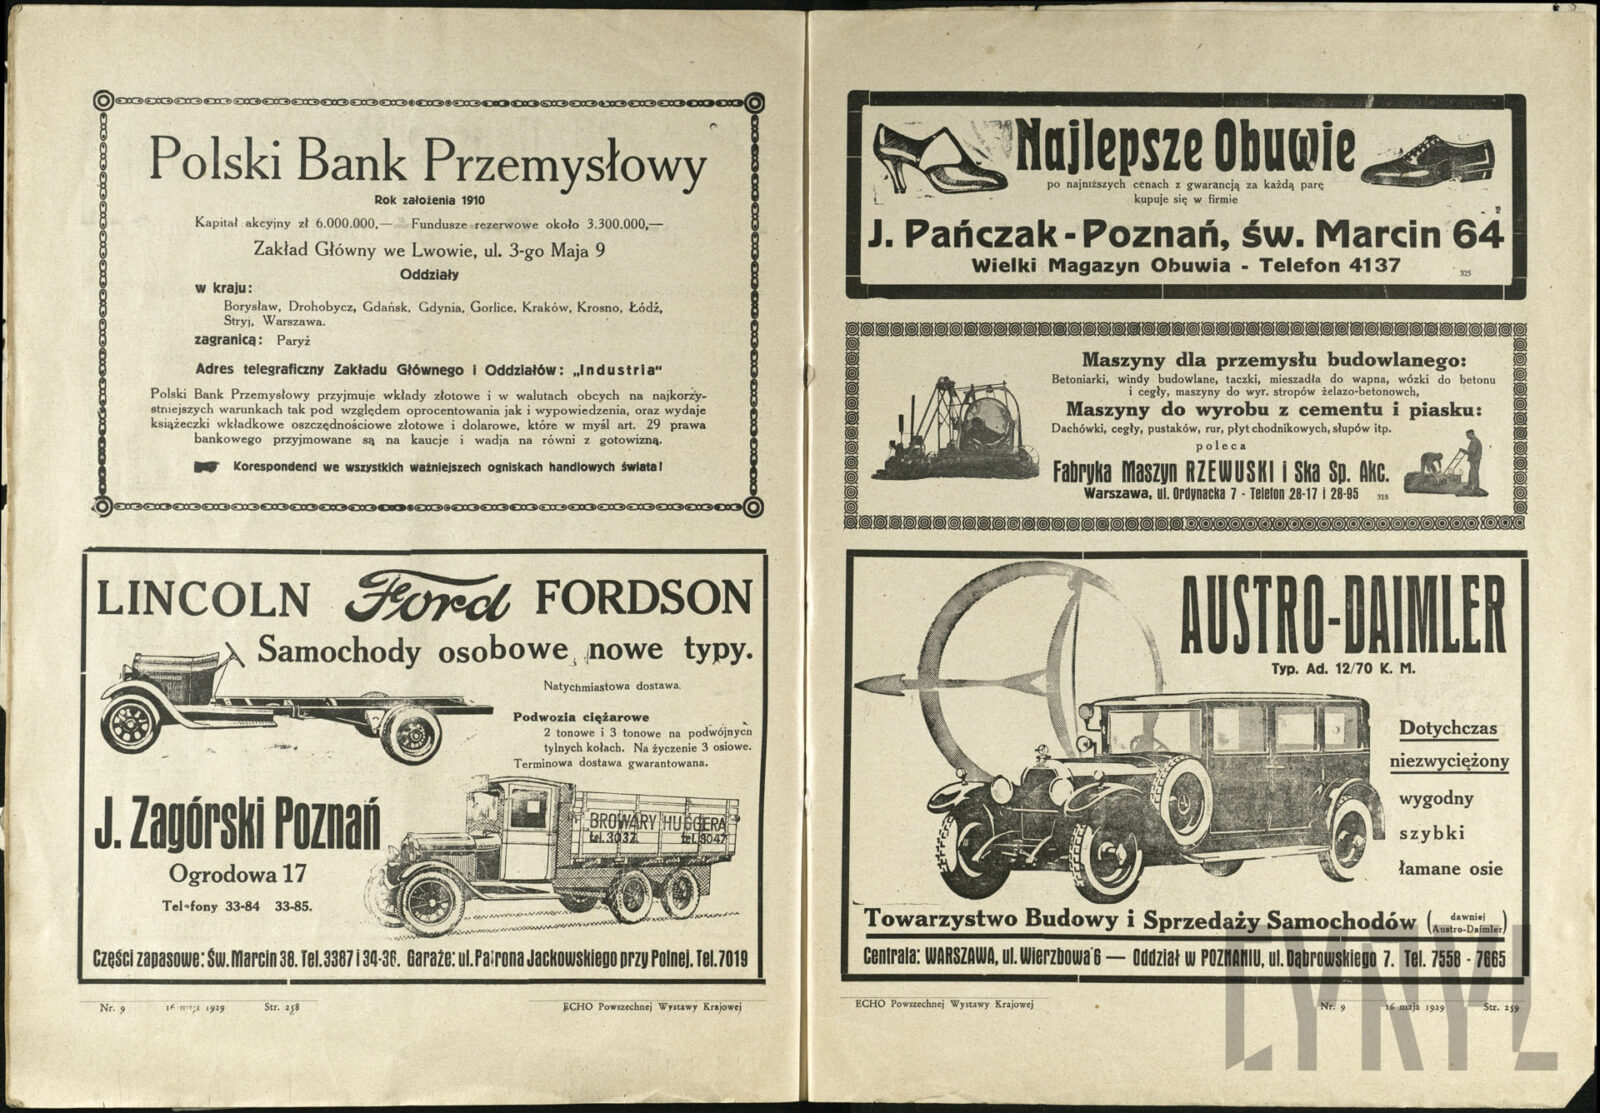 Polski Bank Przemysłowy
Rok założenia 1910
Kapitał akcyjny zł 6.000.000,— Fundusze rezerwowe około 3.300.000,—
Zakład Główny we Lwowie, ul. 3-go Maja 9
Oddziały
w kraju:
Borysław, Drohobycz, Gdańsk, Gdynia, Gorlice, Kraków, Krosno, Łódź,
Stryj, Warszawa.
zagranicą: Paryż
Adres telegraficzny Zakładu Głównego i Oddziałów: „Industria"
Polski Bank Przemysłowy przyjmuje wkłady złotowe i w walutach obcych na najkorzy-
stniejszych warunkach tak pod względem oprocentowania jak i wypowiedzenia, oraz wydaje
książeczki wkładkowe oszczędnościowe złotowe i dolarowe, które w myśl art. 29 prawa
bankowego przyjmowane są na kaucje i wadja na równi z gotowizną.
Korespondenci we wszystkich ważniejszech ogniskach handlowych świata!
LINCOLN Ford FORDSON
Samochody osobowe, nowe typy.
Natychmiastowa dostawa.
Podwozia ciężarowe
2 tonowe i 3 tonowe na podwójnych
tylnych kołach. Na życzenie 3 osiowe.
Terminowa dostawa gwarantowana.
J. Zagórski Poznań
Ogrodowa 17
Telefony 33-84 33-85.
BROWARY HUGGERA
tel. 3037. tel. 3047
Części zapasowe: Św. Marcin 38. Tel. 3387 i 34-36. Garaże: ul. Patrona Jackowskiego przy Polnej. Tel. 7019
Nr. 9 16 maja 1929 Str. 258 ECHO Powszechnej Wystawy Krajowej
Najlepsze Obuwie
po najniższych cenach z gwarancją za każdą parę
kupuje się w firmie
J. Pańczak - Poznań, św. Marcin 64
Wielki Magazyn Obuwia - Telefon 4137
325
Maszyny dla przemysłu budowlanego:
Betoniarki, windy budowlane, taczki, mieszadła do wapna, wózki do betonu
i cegły, maszyny do wyr. stropów żelazo-betonowch,
Maszyny do wyrobu z cementu i piasku:
Dachówki, cegły, pustaków, rur, płyt chodnikowych, słupów itp.
poleca
Fabryka Maszyn RZEWUSKI i Ska Sp. Akc.
Warszawa, ul. Ordynacka 7 - Telefon 28-17 i 28-95 318
AUSTRO-DAIMLER
Typ. Ad. 12/70 K. M.
Dotychczas
niezwyciężony
wygodny
szybki
łamane osie
Towarzystwo Budowy i Sprzedaży Samochodów (dawniej Austro-Daimler)
Centrala: WARSZAWA, ul. Wierzbowa 6 — Oddział w POZNANIU, ul. Dąbrowskiego 7. Tel. 7558 - 7665
ECHO Powszechnej Wystawy Krajowej Nr. 9 16 maja 1929 Str. 259
CYRYL